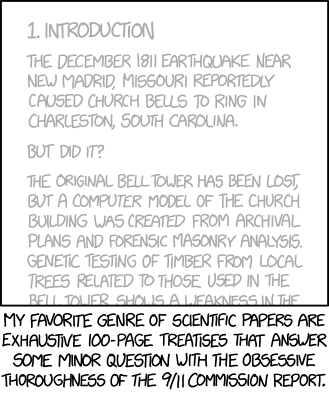 1. INTRODUCTION
THE DECEMBER 1811 EARTHQUAKE NEAR
NEW MADRID, MISSOURI REPORTEDLY
CAUSED CHURCH BELLS TO RING IN
CHARLESTON, SOUTH CAROLINA.
BUT DID IT?
THE ORIGINAL BELL TOWER HAS BEEN LOST,
BUT A COMPUTER MODEL OF THE CHURCH
BUILDING WAS CREATED FROM ARCHIVAL
PLANS AND FORENSIC MASONRY ANALYSIS.
GENETIC TESTING OF TIMBER FROM LOCAL
TREES RELATED TO THOSE USED IN THE
BELL TOWER SHOWS A WEAKNESS IN THE
MY FAVORITE GENRE OF SCIENTIFIC PAPERS ARE
EXHAUSTIVE 100-PAGE TREATISES THAT ANSWER
SOME MINOR QUESTION WITH THE OBSESSIVE
THOROUGHNESS OF THE 9/11 COMMISSION REPORT.